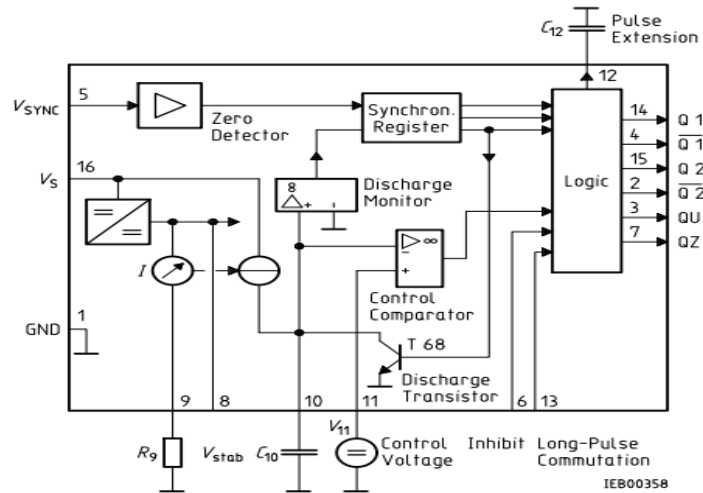 C12
Pulse
Extension
12
5
VSYNC
Zero
Detector
Synchron.
Register
14
Q 1
4
Q 1
15
Q 2
2
Q 2
3
QU
7
QZ
Logic
16
VS
8
+
-
Discharge
Monitor
=
=
I
∞
-
+
Control
Comparator
1
GND
T 68
Discharge
Transistor
9
8
10
11
6
13
R9
Vstab
C10
V11
=
Control
Voltage
Inhibit
Long-Pulse
Commutation
IEB00358